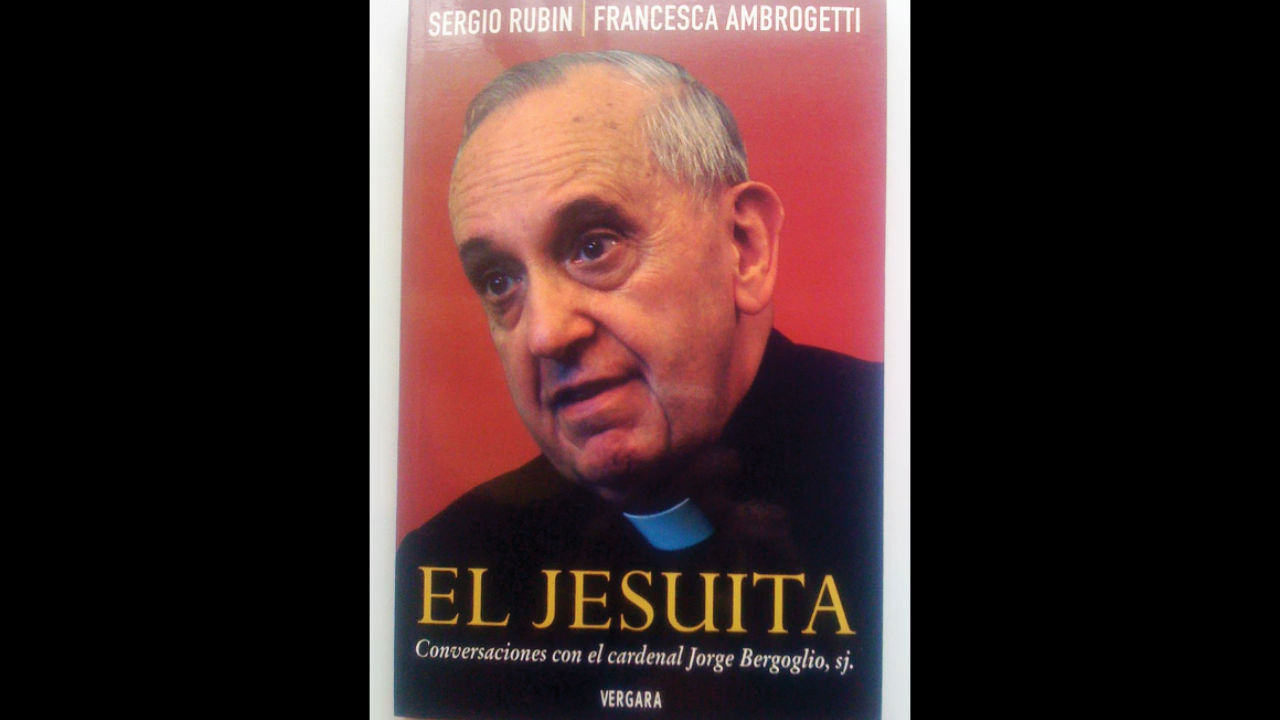 SERGIO RUBIN | FRANCESCA AMBROGETTI
EL JESUITA
Conversaciones con el cardenal Jorge Bergoglio, sj.
VERGARA